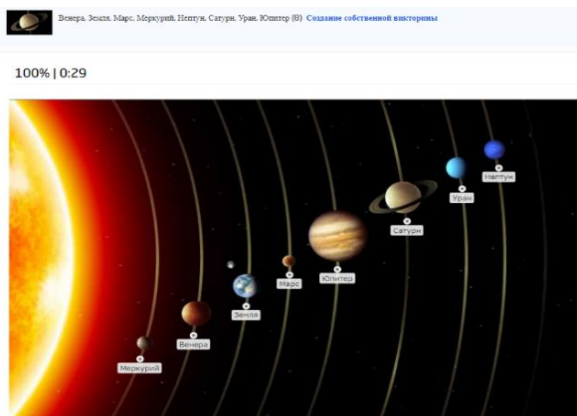 Венера, Земля, Марс, Меркурий, Нептун, Сатурн, Уран, Юпитер (8) Создание собственной викторины
100% | 0:29
Нептун
Уран
Сатурн
Юпитер
Марс
Земля
Венера
Меркурий